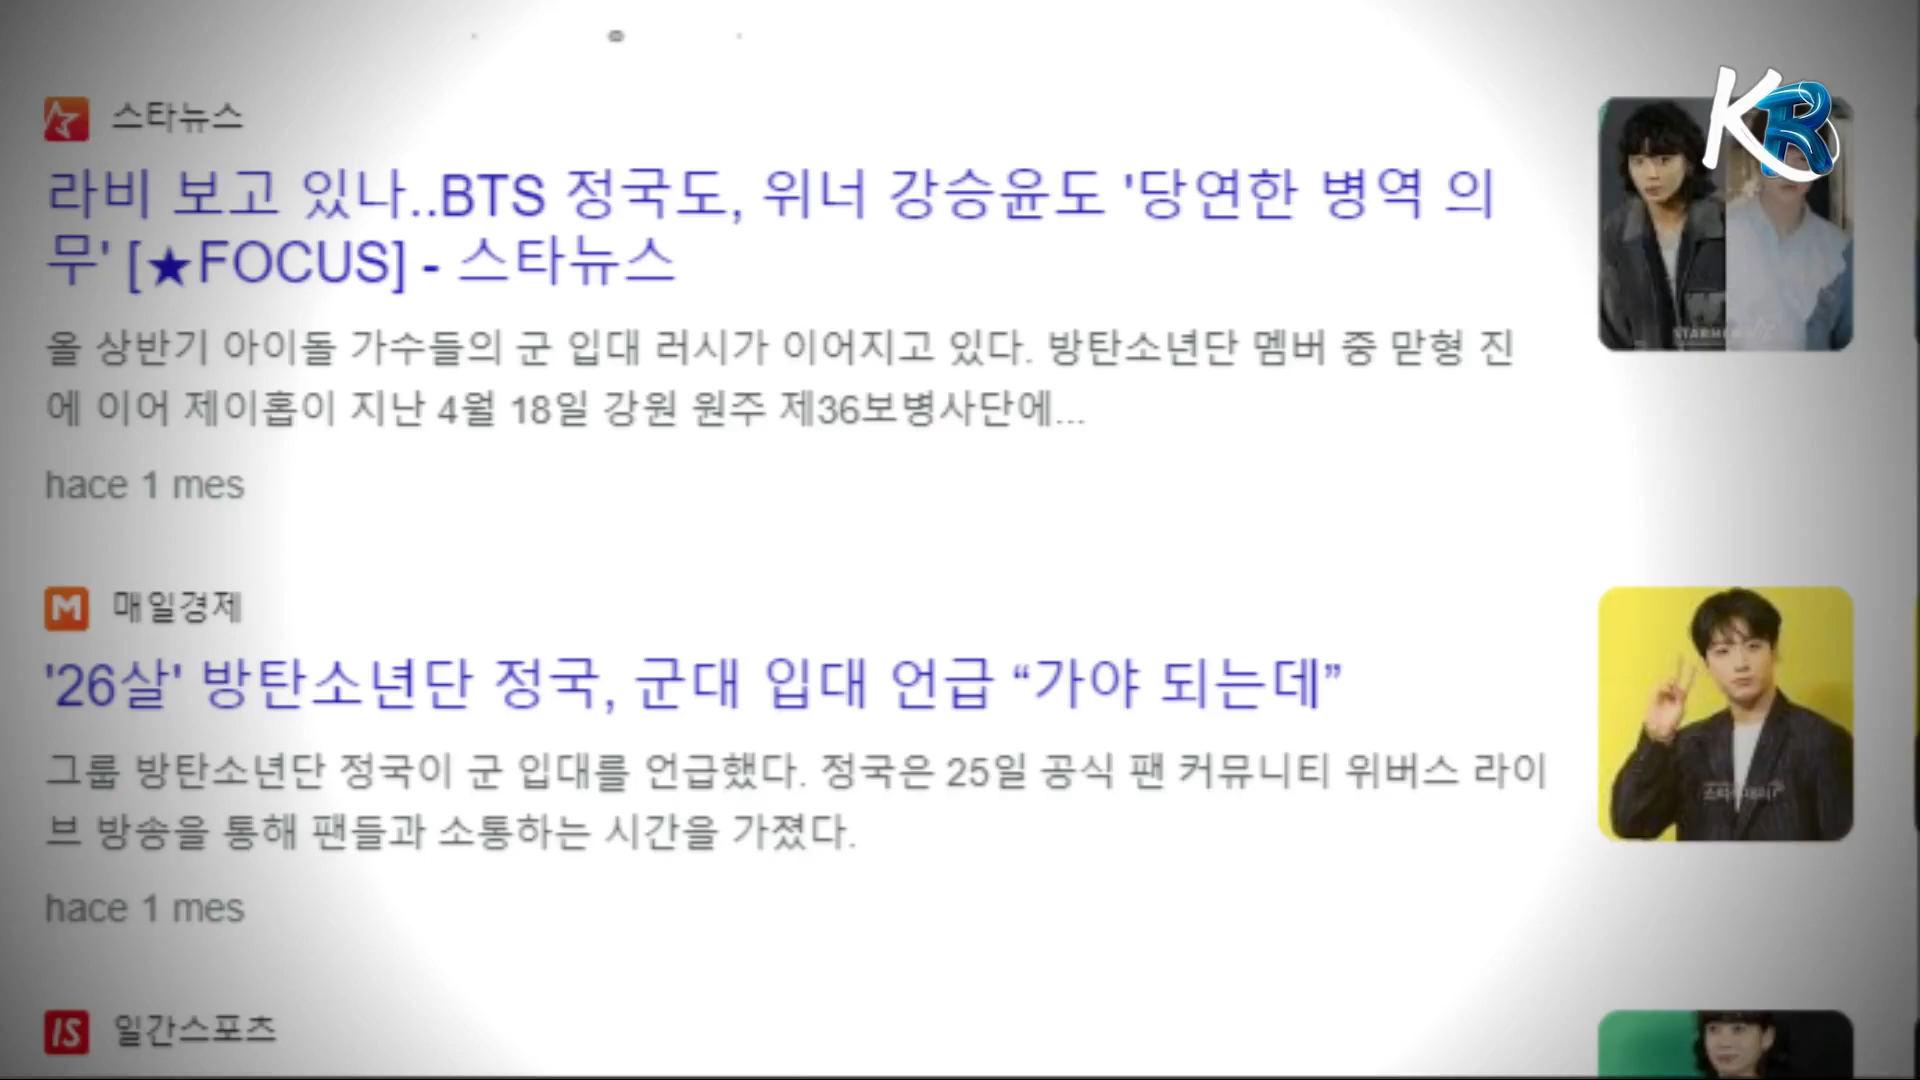 KR
스타뉴스
라비 보고 있나..BTS 정국도, 위너 강승윤도 '당연한 병역 의
무' [★FOCUS] - 스타뉴스
올 상반기 아이돌 가수들의 군 입대 러시가 이어지고 있다. 방탄소년단 멤버 중 맏형 진
에 이어 제이홉이 지난 4월 18일 강원 원주 제36보병사단에...
hace 1 mes
M 매일경제
'26살' 방탄소년단 정국, 군대 입대 언급 “가야 되는데”
그룹 방탄소년단 정국이 군 입대를 언급했다. 정국은 25일 공식 팬 커뮤니티 위버스 라이
브 방송을 통해 팬들과 소통하는 시간을 가졌다.
hace 1 mes
IS 일간스포츠